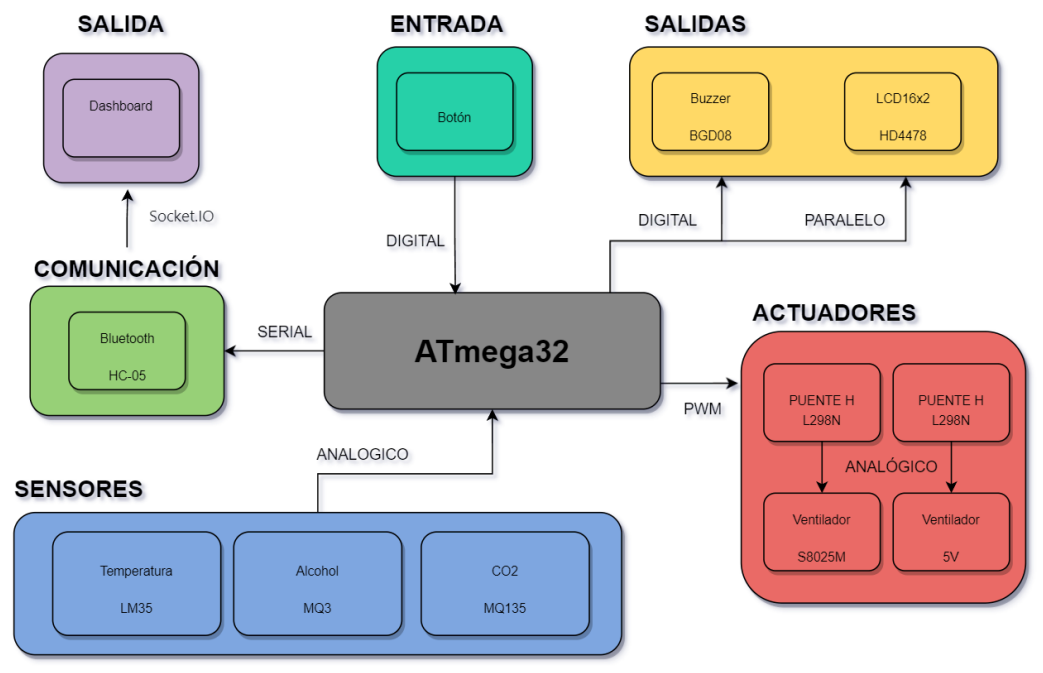 SALIDA
Dashboard
Socket.IO
COMUNICACIÓN
Bluetooth
HC-05
SERIAL
ENTRADA
Botón
DIGITAL
SALIDAS
Buzzer
BGD08
LCD16x2
HD4478
DIGITAL
PARALELO
ATmega32
ACTUADORES
PWM
PUENTE H
L298N
PUENTE H
L298N
ANALÓGICO
Ventilador
S8025M
Ventilador
5V
ANALOGICO
SENSORES
Temperatura
LM35
Alcohol
MQ3
CO2
MQ135